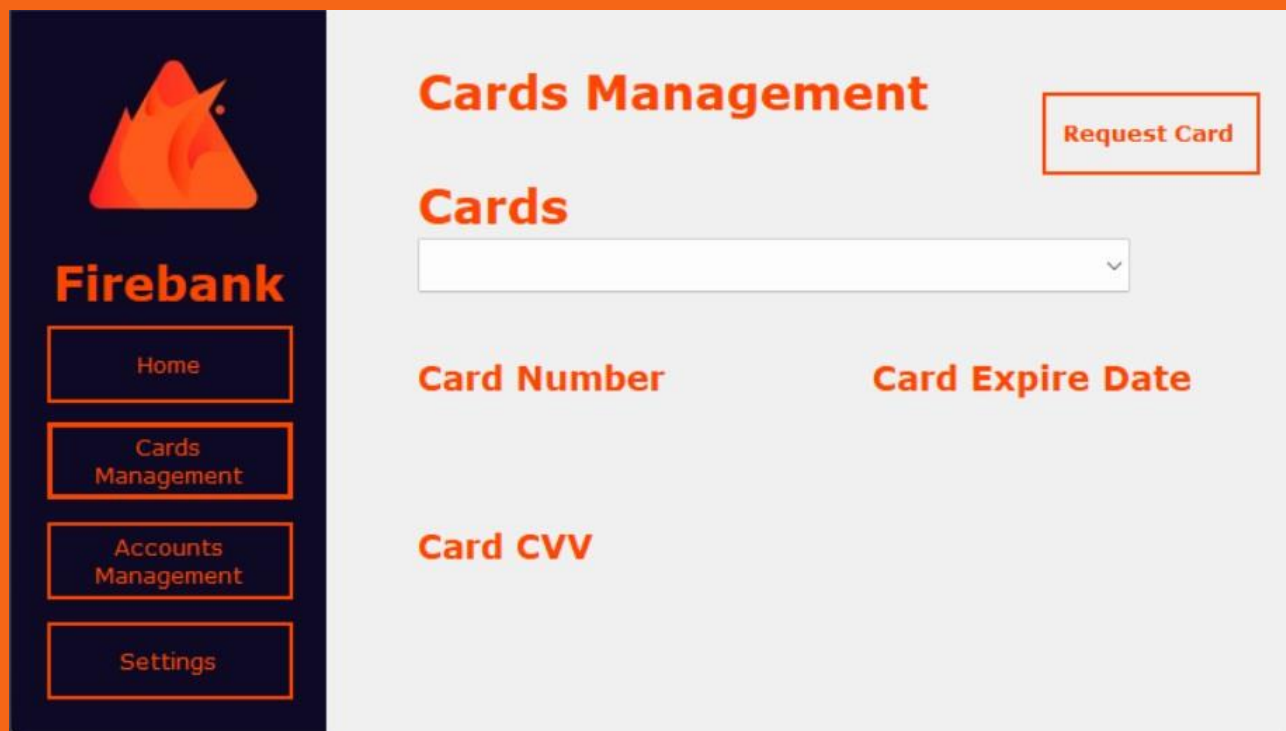 Firebank
Home
Cards
Management
Accounts
Management
Settings
Cards Management
Request Card
Cards
Card Number
Card Expire Date
Card CVV